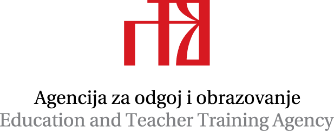 Agencija za odgoj i obrazovanje
Education and Teacher Training Agency